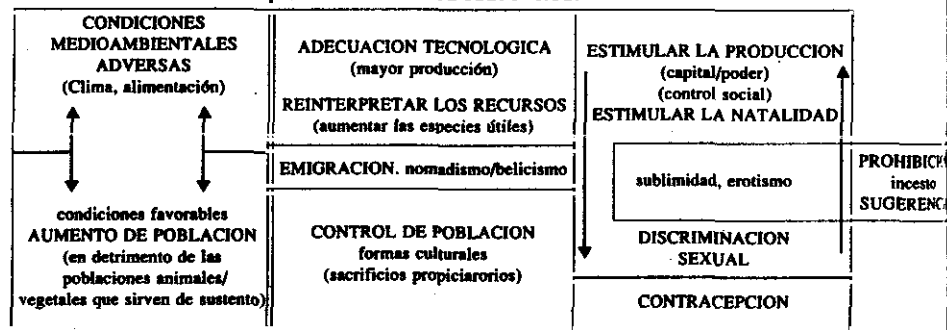 CONDICIONES
MEDIOAMBIENTALES
ADVERSAS
(Clima, alimentación)
condiciones favorables
AUMENTO DE POBLACION
(en detrimento de las
poblaciones animales/
vegetales que sirven de sustento)
ADECUACION TECNOLOGICA
(mayor producción)
REINTERPRETAR LOS RECURSOS
(aumentar las especies útiles)
EMIGRACION. nomadismo/belicismo
CONTROL DE POBLACION
formas culturales
(sacrificios propiciarorios)
ESTIMULAR LA PRODUCCION
(capital/poder)
(control social)
ESTIMULAR LA NATALIDAD
sublimidad, erotismo
DISCRIMINACION
SEXUAL
CONTRACEPCION
incesto